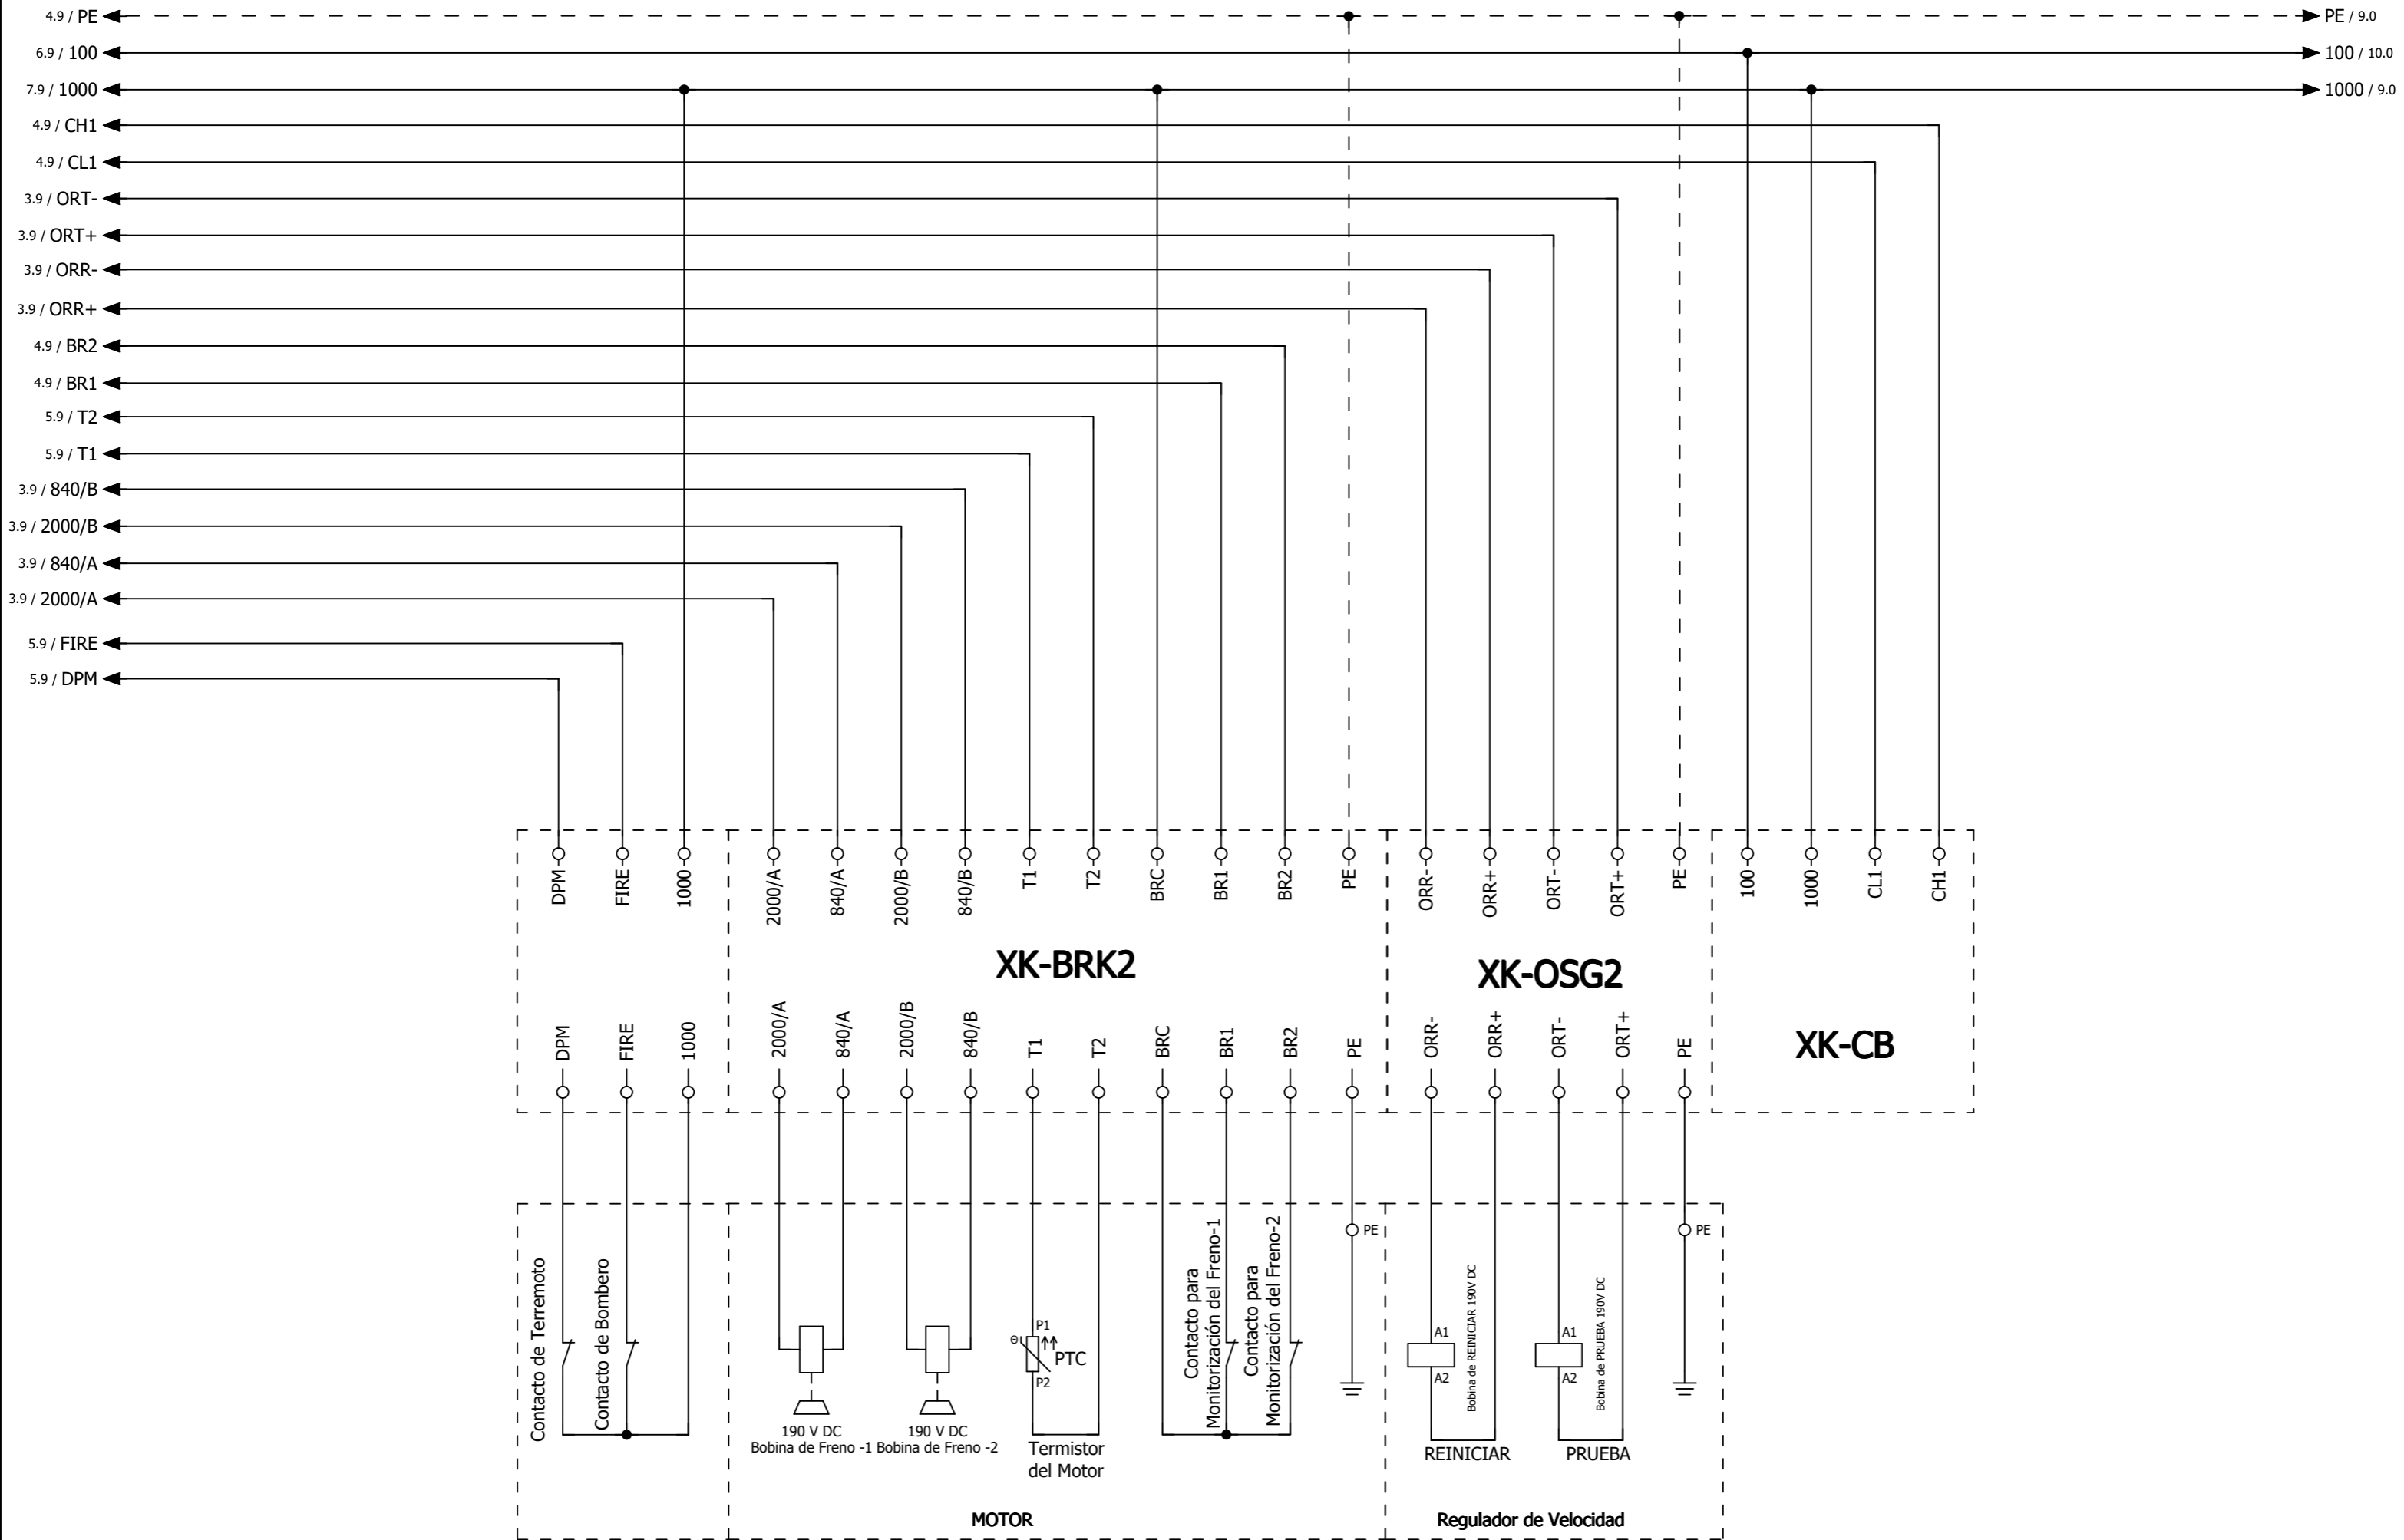 4.9 / PE
PE / 9.0
6.9 / 100
100 / 10.0
7.9 / 1000
1000 / 9.0
4.9 / CH1
4.9 / CL1
3.9 / ORT-
3.9 / ORT+
3.9 / ORR-
3.9 / ORR+
4.9 / BR2
4.9 / BR1
5.9 / T2
5.9 / T1
3.9 / 840/B
3.9 / 2000/B
3.9 / 840/A
3.9 / 2000/A
5.9 / FIRE
5.9 / DPM
DPM
FIRE
1000
2000/A
840/A
2000/B
840/B
T1
T2
BRC
BR1
BR2
PE
ORR-
ORR+
ORT-
ORT+
PE
100
1000
CL1
CH1
XK-BRK2
XK-OSG2
XK-CB
DPM
FIRE
1000
2000/A
840/A
2000/B
840/B
T1
T2
BRC
BR1
BR2
PE
ORR-
ORR+
ORT-
ORT+
PE
Contacto de Terremoto
Contacto de Bombero
190 V DC
Bobina de Freno -1
190 V DC
Bobina de Freno -2
P1
Θ
PTC
P2
Termistor
del Motor
Contacto para
Monitorización del Freno-1
Contacto para
Monitorización del Freno-2
PE
A1
A2
Bobina de REINICIAR 190V DC
REINICIAR
A1
A2
Bobina de PRUEBA 190V DC
PRUEBA
PE
MOTOR
Regulador de Velocidad